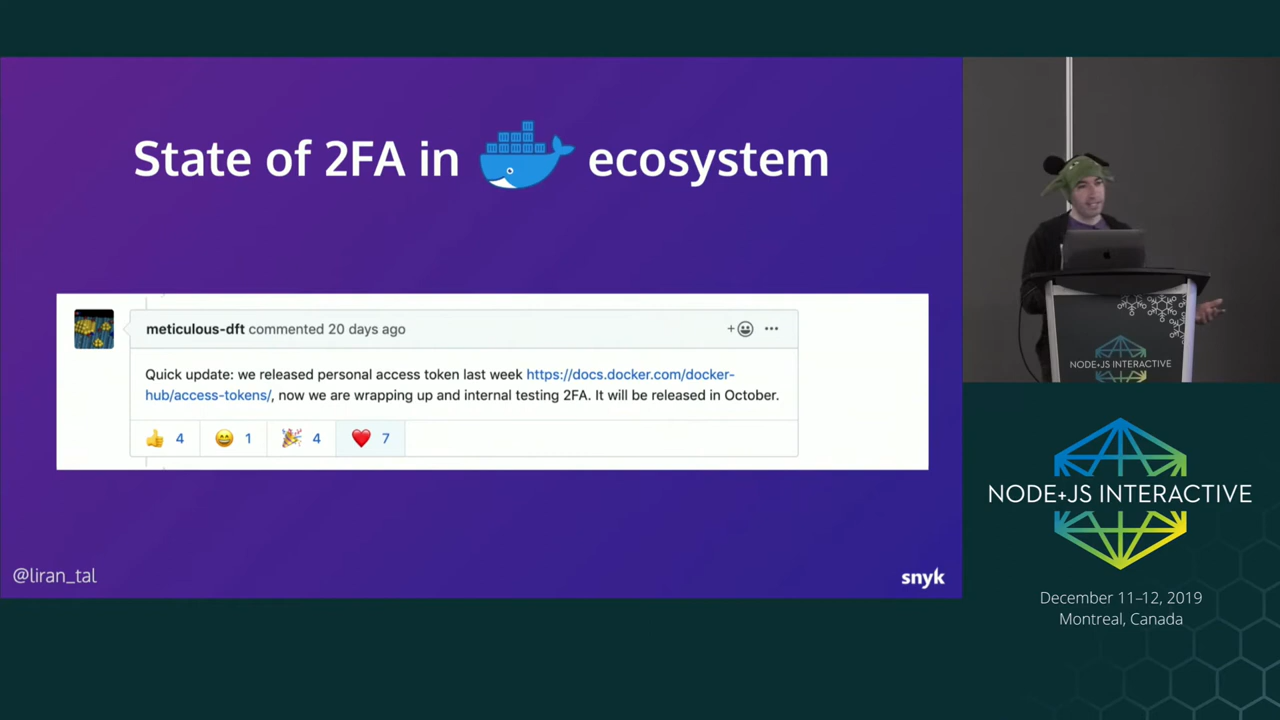 State of 2FA in ecosystem
meticulous-dft commented 20 days ago
Quick update: we released personal access token last week https://docs.docker.com/docker-
hub/access-tokens/, now we are wrapping up and internal testing 2FA. It will be released in October.
👍 4 😄 1 🎉 4 ❤️ 7
@liran_tal
snyk
NODE+JS INTERACTIVE
NODE+JS INTERACTIVE
December 11–12, 2019
Montreal, Canada